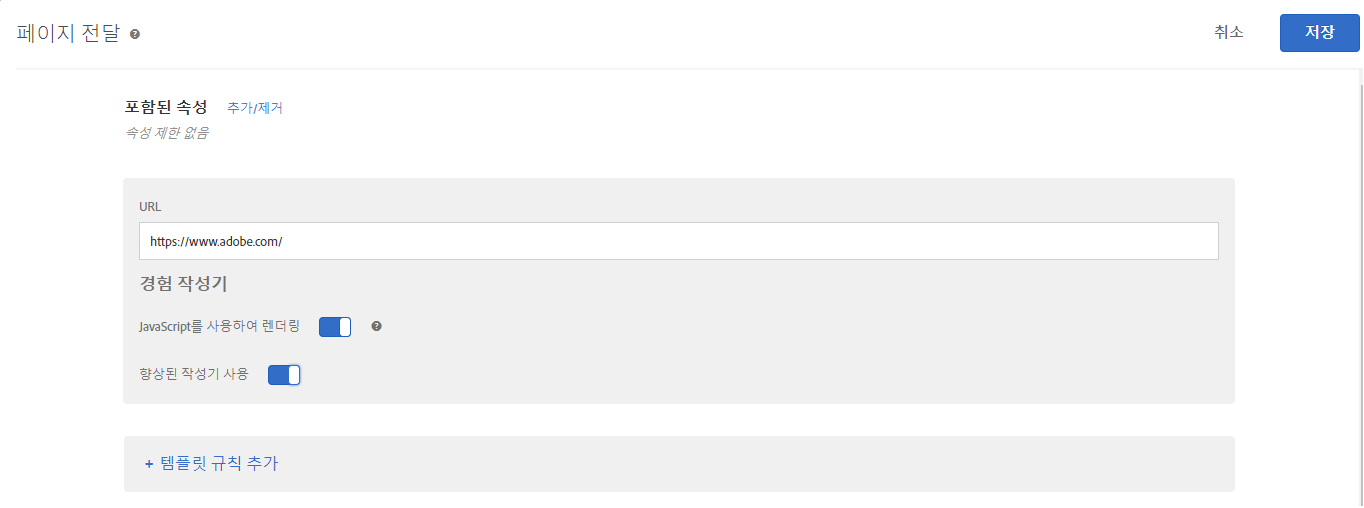 페이지 전달
취소
저장
포함된 속성 추가/제거
속성 제한 없음
URL
https://www.adobe.com/
경험 작성기
JavaScript를 사용하여 렌더링
향상된 작성기 사용
+ 템플릿 규칙 추가